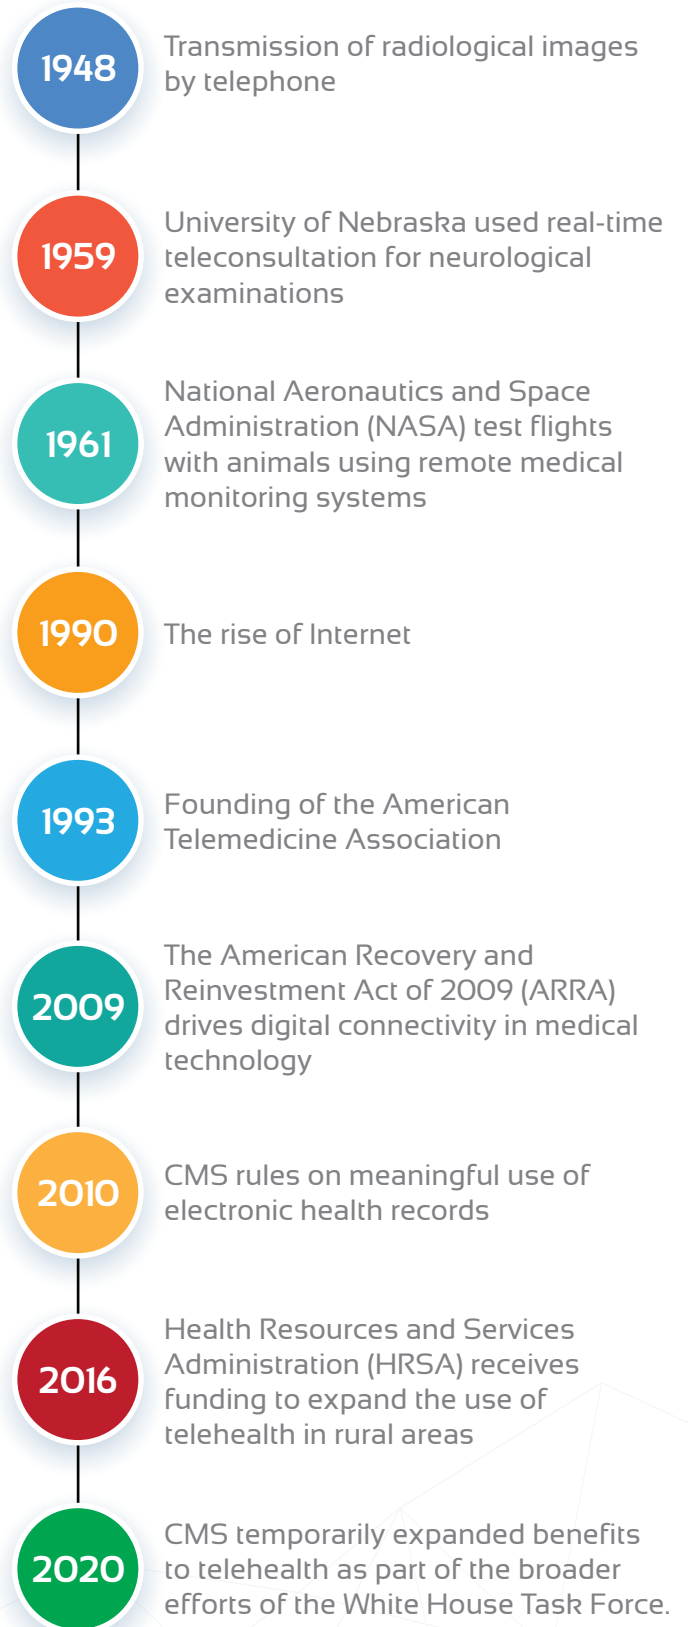 1948
Transmission of radiological images
by telephone
1959
University of Nebraska used real-time
teleconsultation for neurological
examinations
1961
National Aeronautics and Space
Administration (NASA) test flights
with animals using remote medical
monitoring systems
1990
The rise of Internet
1993
Founding of the American
Telemedicine Association
2009
The American Recovery and
Reinvestment Act of 2009 (ARRA)
drives digital connectivity in medical
technology
2010
CMS rules on meaningful use of
electronic health records
2016
Health Resources and Services
Administration (HRSA) receives
funding to expand the use of
telehealth in rural areas
2020
CMS temporarily expanded benefits
to telehealth as part of the broader
efforts of the White House Task Force.